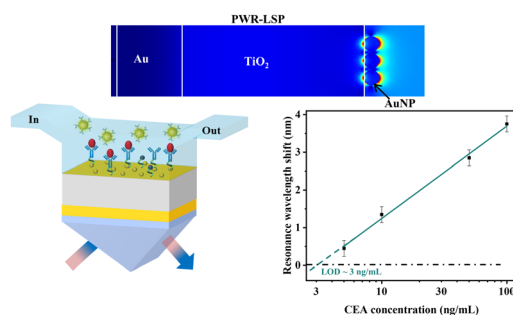 PWR-LSP
Au
TiO₂
AuNP
In
Out
Resonance wavelength shift (nm)
4
3
2
1
0
LOD ~ 3 ng/mL
3
10
100
CEA concentration (ng/mL)